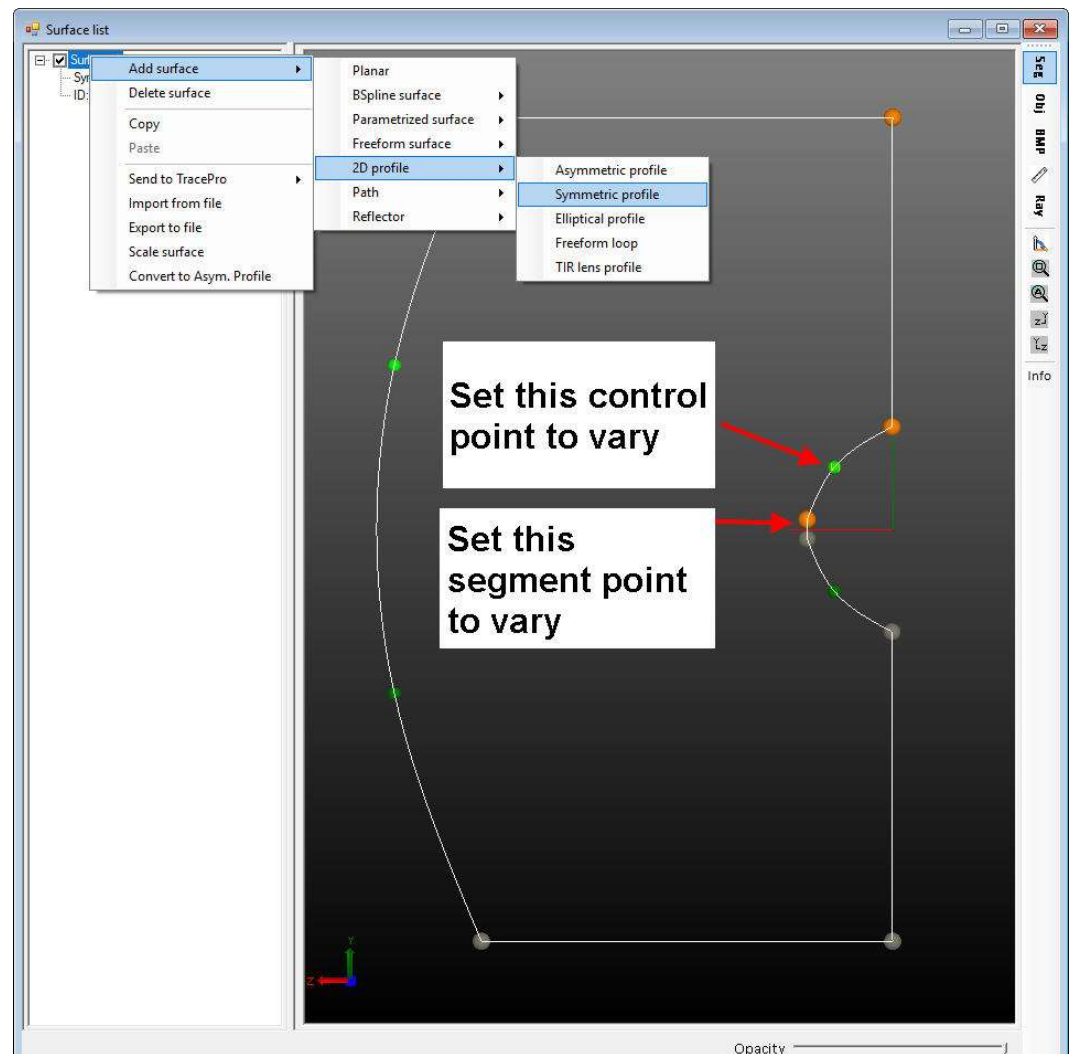 Surface list
Add surface
Delete surface
Copy
Paste
Send to TracePro
Import from file
Export to file
Scale surface
Convert to Asym. Profile
Planar
BSpline surface
Parametrized surface
Freeform surface
2D profile
Path
Reflector
Asymmetric profile
Symmetric profile
Elliptical profile
Freeform loop
TIR lens profile
Set this control
point to vary
Set this
segment point
to vary
Seg
Obj
BMP
Ray
Info
ID:
Y
Z
Opacity